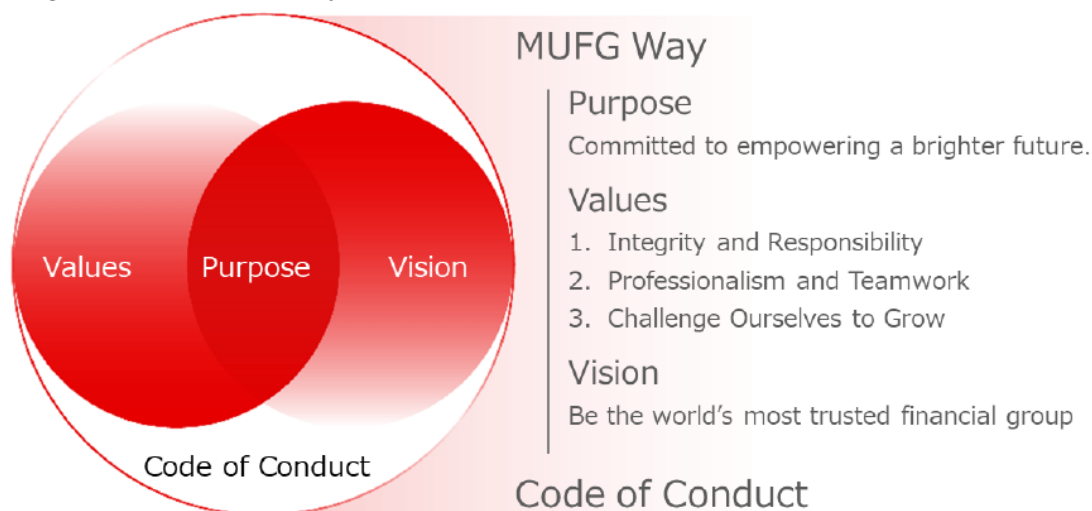 MUFG Way
Purpose
Committed to empowering a brighter future.
Values
1. Integrity and Responsibility
2. Professionalism and Teamwork
3. Challenge Ourselves to Grow
Vision
Be the world's most trusted financial group
Code of Conduct
Values Purpose Vision
Code of Conduct